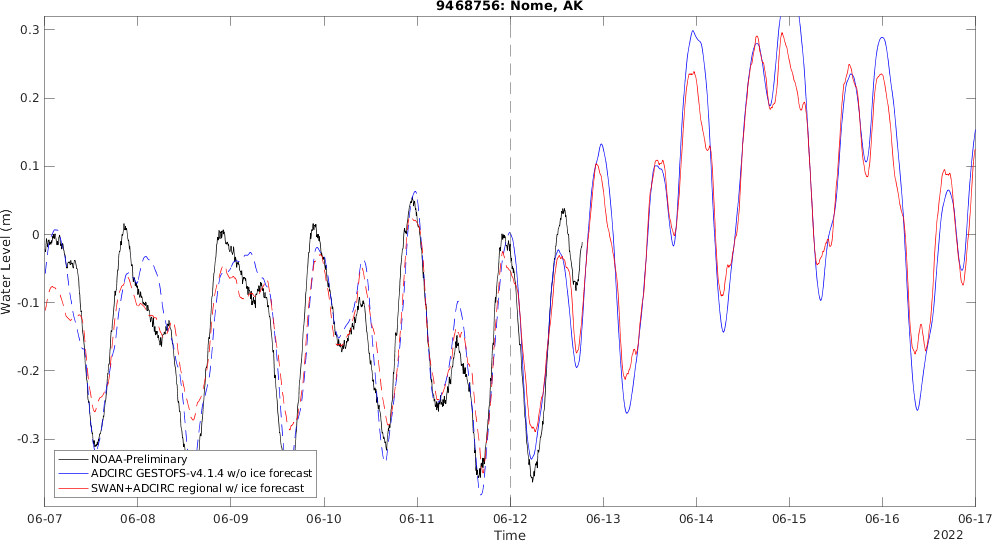 9468756: Nome, AK
0.3
0.2
0.1
0
-0.1
-0.2
-0.3
Water Level (m)
NOAA-Preliminary
ADCIRC GESTOFS-v4.1.4 w/o ice forecast
SWAN+ADCIRC regional w/ ice forecast
06-07 06-08 06-09 06-10 06-11 06-12 06-13 06-14 06-15 06-16 06-17
Time
2022